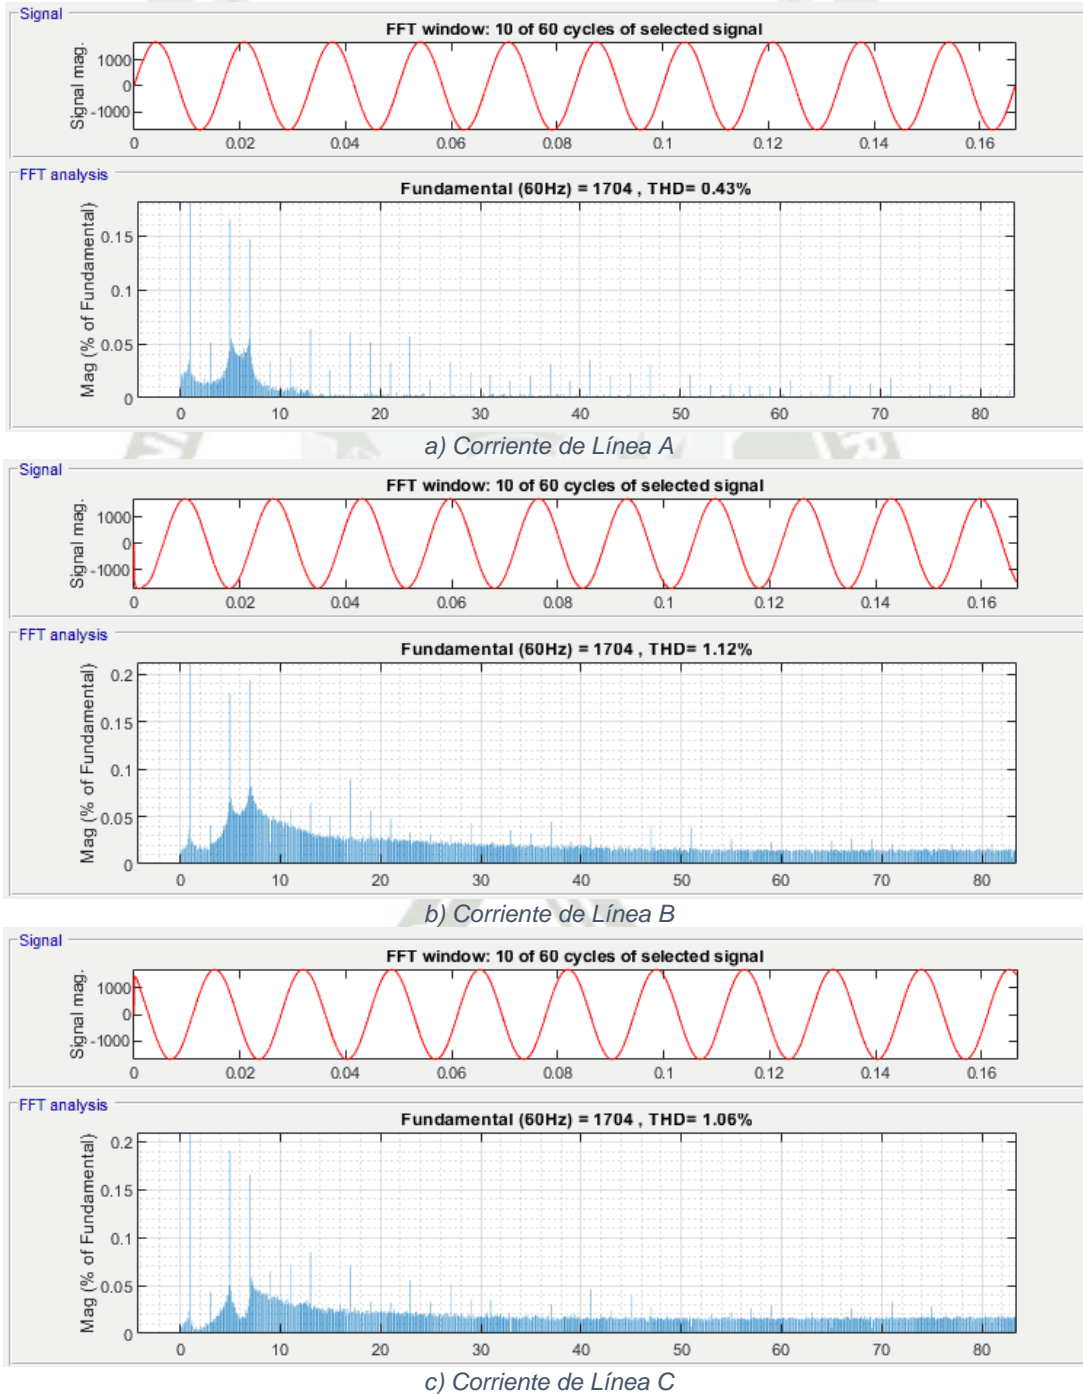 Signal
FFT window: 10 of 60 cycles of selected signal
Signal mag.
1000
0
-1000
0 0.02 0.04 0.06 0.08 0.1 0.12 0.14 0.16
FFT analysis
Fundamental (60Hz) = 1704 , THD= 0.43%
Mag (% of Fundamental)
0.15
0.1
0.05
0
0 10 20 30 40 50 60 70 80
a) Corriente de Línea A
Signal
FFT window: 10 of 60 cycles of selected signal
Signal mag.
1000
0
-1000
0 0.02 0.04 0.06 0.08 0.1 0.12 0.14 0.16
FFT analysis
Fundamental (60Hz) = 1704 , THD= 1.12%
Mag (% of Fundamental)
0.2
0.15
0.1
0.05
0
0 10 20 30 40 50 60 70 80
b) Corriente de Línea B
Signal
FFT window: 10 of 60 cycles of selected signal
Signal mag.
1000
0
-1000
0 0.02 0.04 0.06 0.08 0.1 0.12 0.14 0.16
FFT analysis
Fundamental (60Hz) = 1704 , THD= 1.06%
Mag (% of Fundamental)
0.2
0.15
0.1
0.05
0
0 10 20 30 40 50 60 70 80
c) Corriente de Línea C